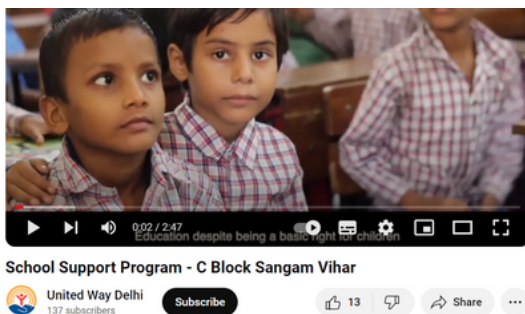 0:02 / 2:47
Education despite being a basic right for children
School Support Program - C Block Sangam Vihar
United Way Delhi
137 subscribers
Subscribe
13
Share